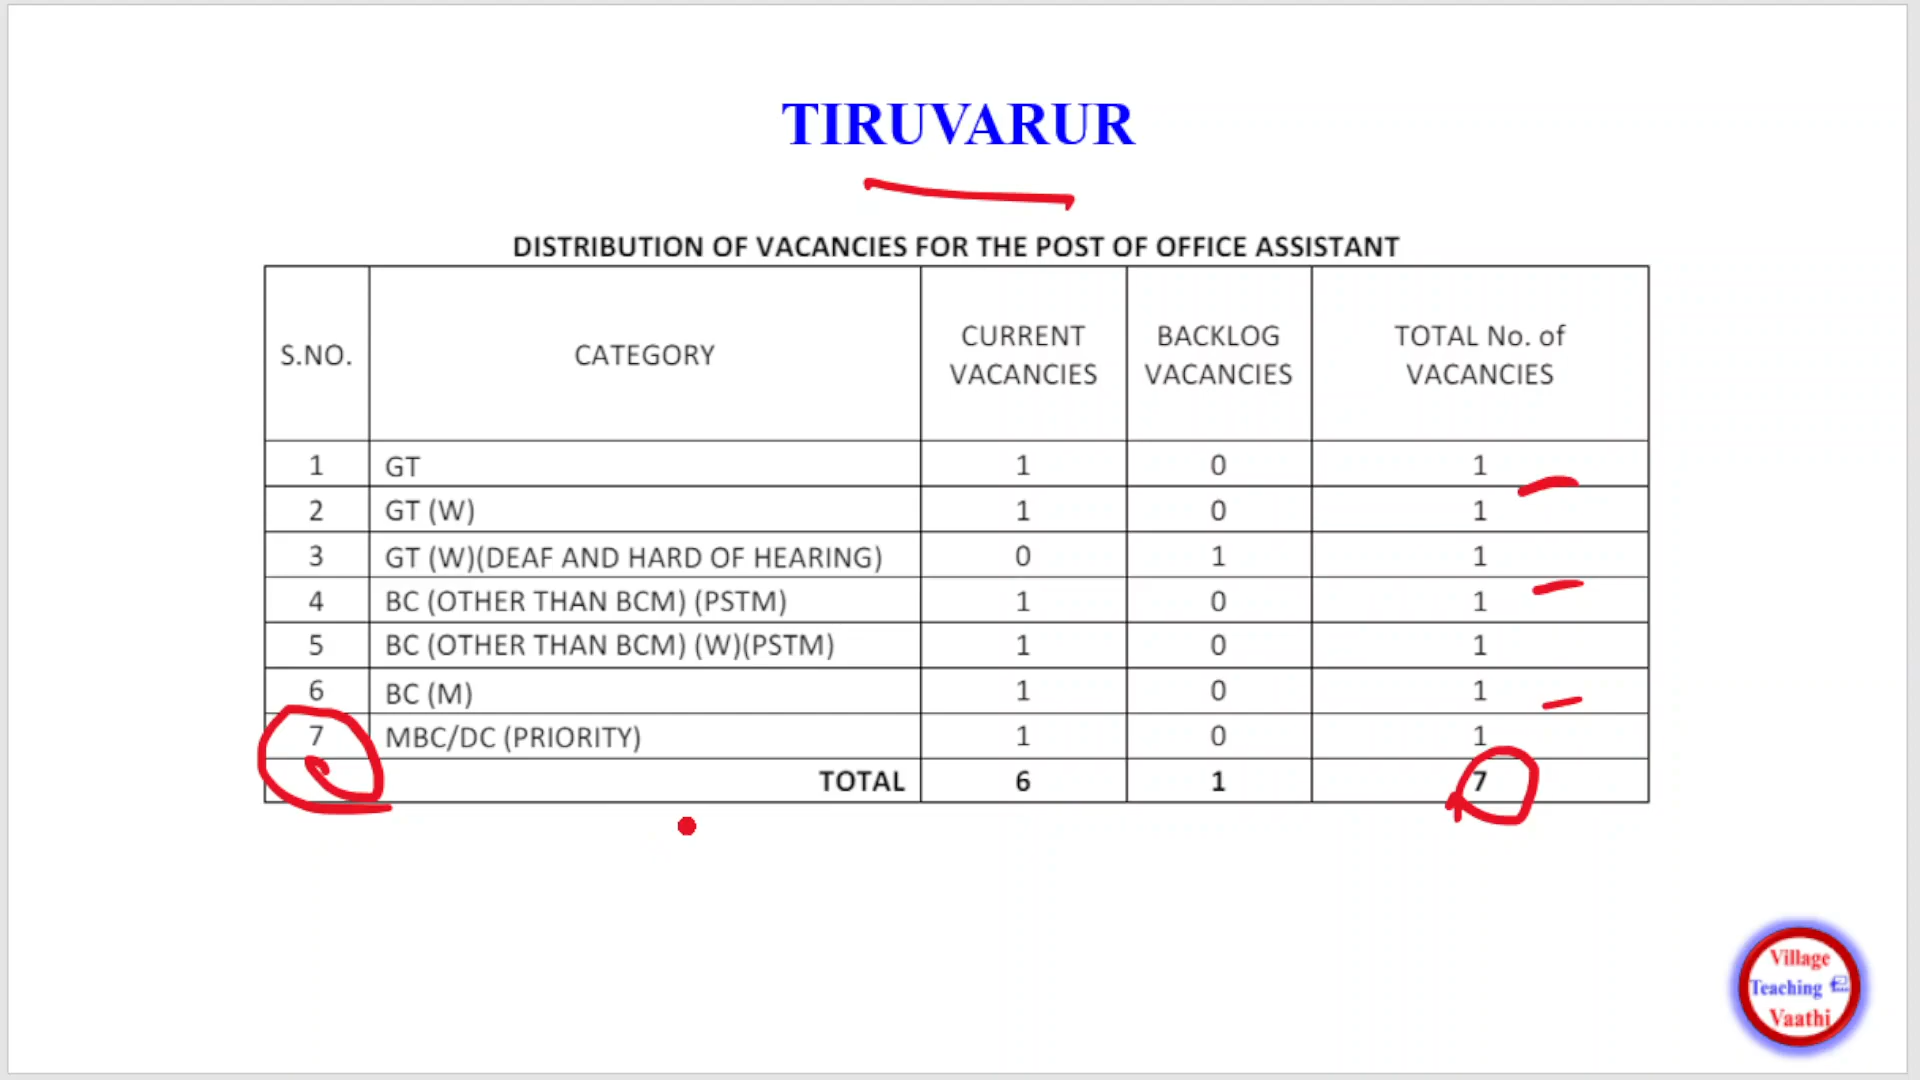 TIRUVARUR
DISTRIBUTION OF VACANCIES FOR THE POST OF OFFICE ASSISTANT
S.NO. CATEGORY CURRENT VACANCIES BACKLOG VACANCIES TOTAL No. of VACANCIES
1 GT 1 0 1
2 GT (W) 1 0 1
3 GT (W)(DEAF AND HARD OF HEARING) 0 1 1
4 BC (OTHER THAN BCM) (PSTM) 1 0 1
5 BC (OTHER THAN BCM) (W)(PSTM) 1 0 1
6 BC (M) 1 0 1
7 MBC/DC (PRIORITY) 1 0 1
TOTAL 6 1 7
Village
Teaching
Vaathi